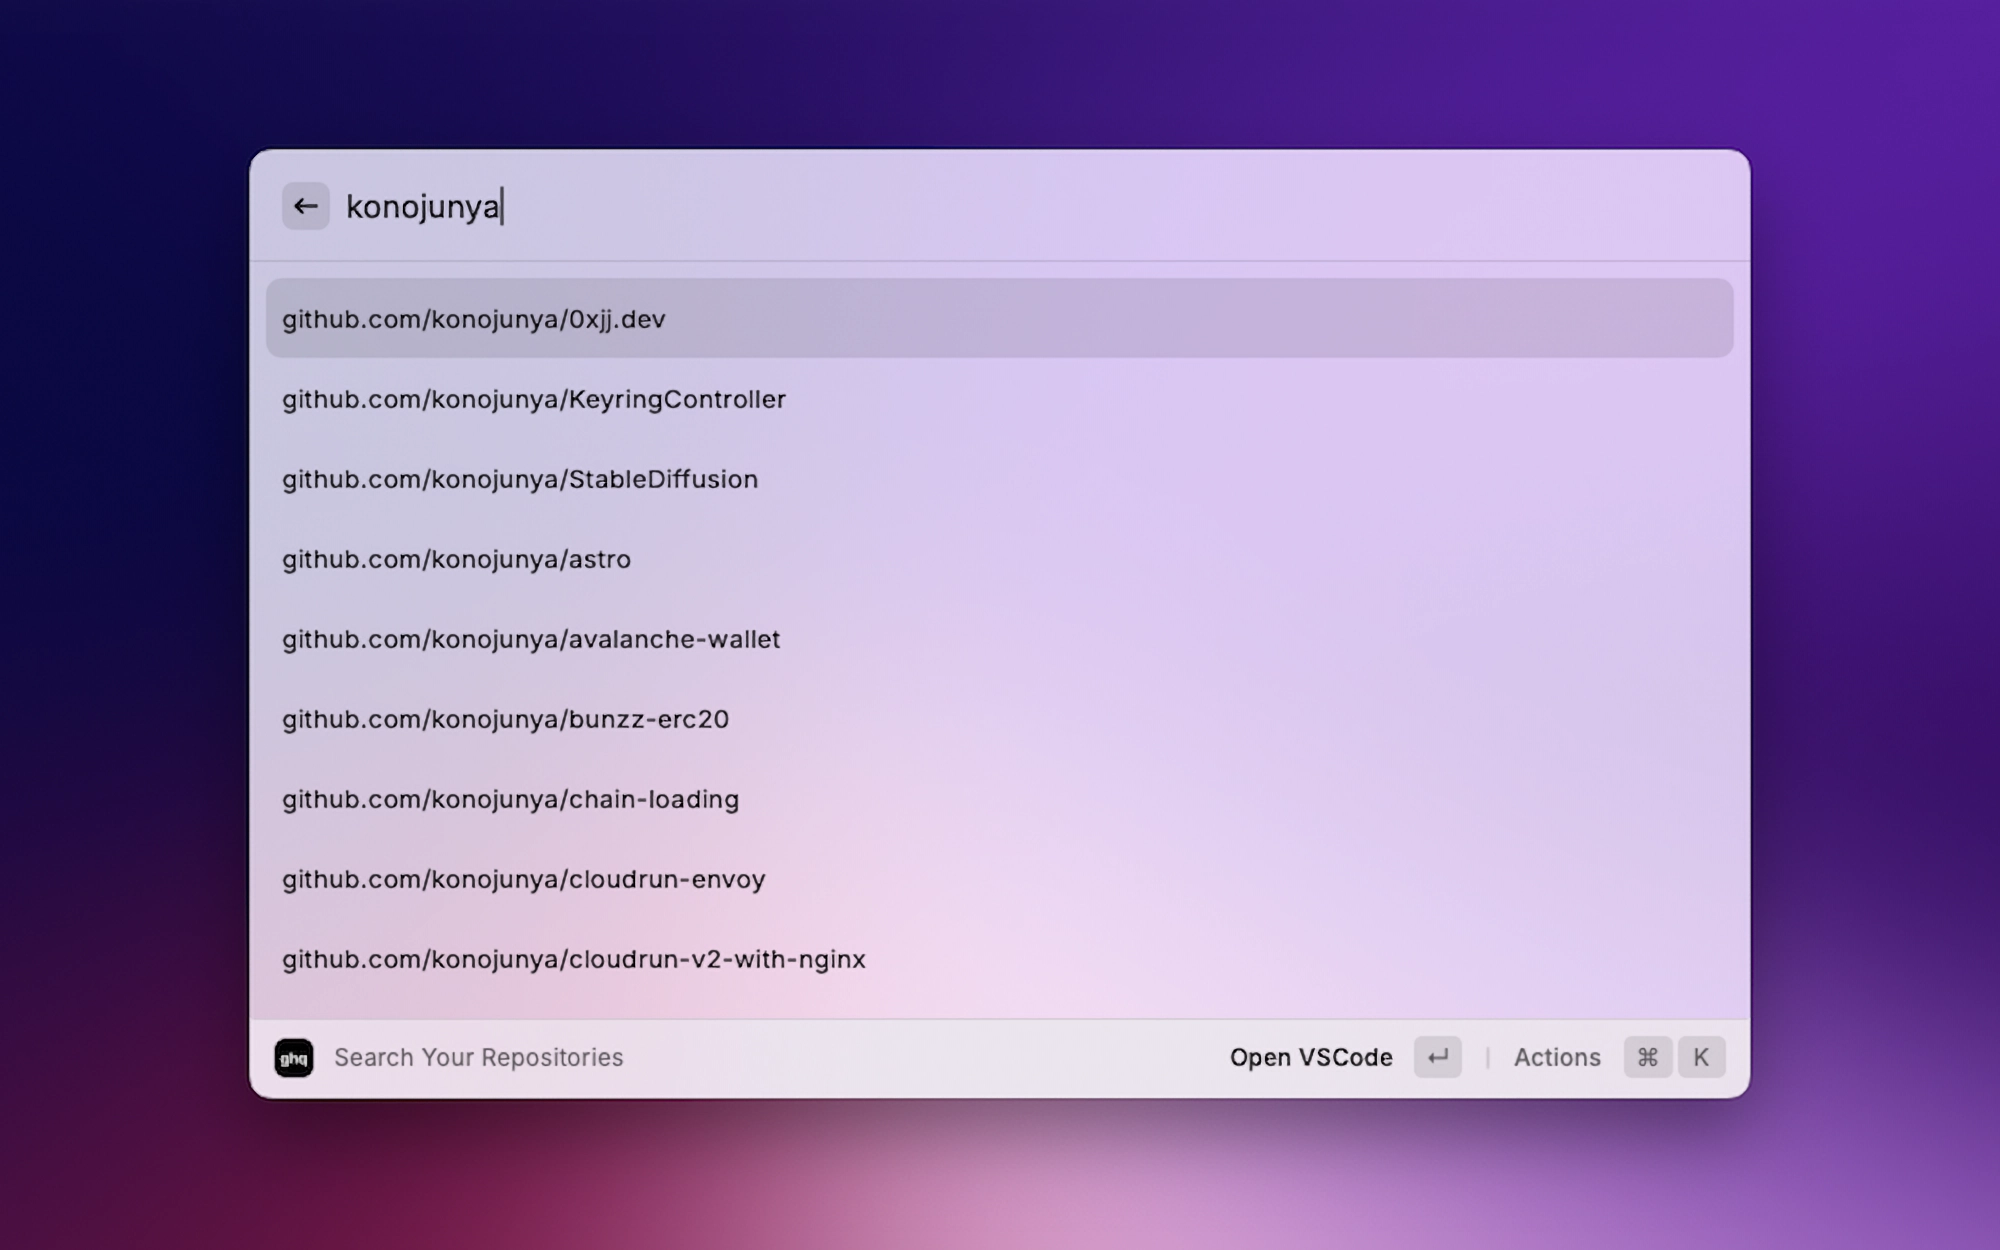 konojunya
github.com/konojunya/0xjj.dev
github.com/konojunya/KeyringController
github.com/konojunya/StableDiffusion
github.com/konojunya/astro
github.com/konojunya/avalanche-wallet
github.com/konojunya/bunzz-erc20
github.com/konojunya/chain-loading
github.com/konojunya/cloudrun-envoy
github.com/konojunya/cloudrun-v2-with-nginx
ghq Search Your Repositories Open VSCode ↵ | Actions ⌘ K